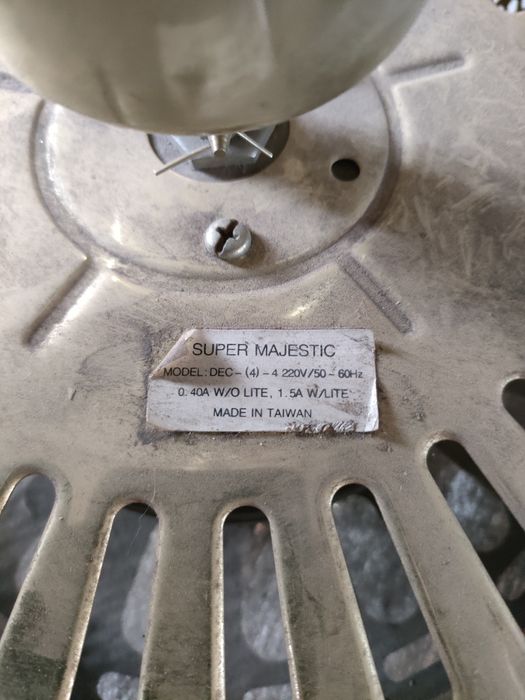 SUPER MAJESTIC
MODEL: DEC-(4)-4 220V/50~60Hz
0.40A W/O LITE, 1.5A W/LITE
MADE IN TAIWAN